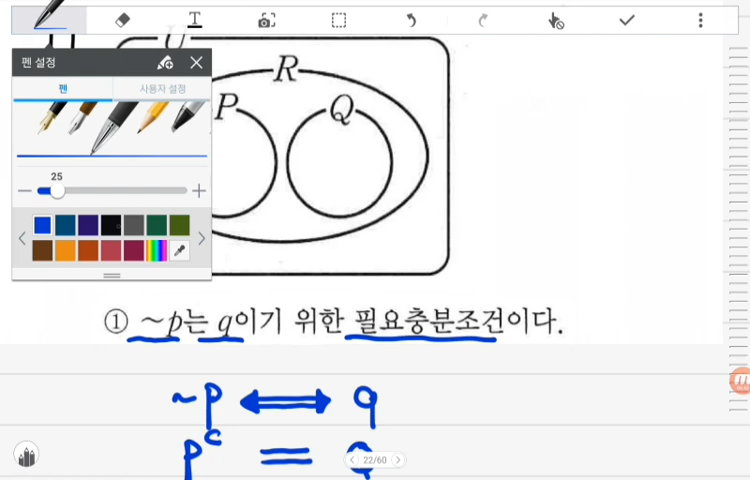 T
U
펜 설정
펜
사용자 설정
25
R
P
Q
① ~p는 q이기 위한 필요충분조건이다.
~p ⟺ q
P^c = Q
22/60